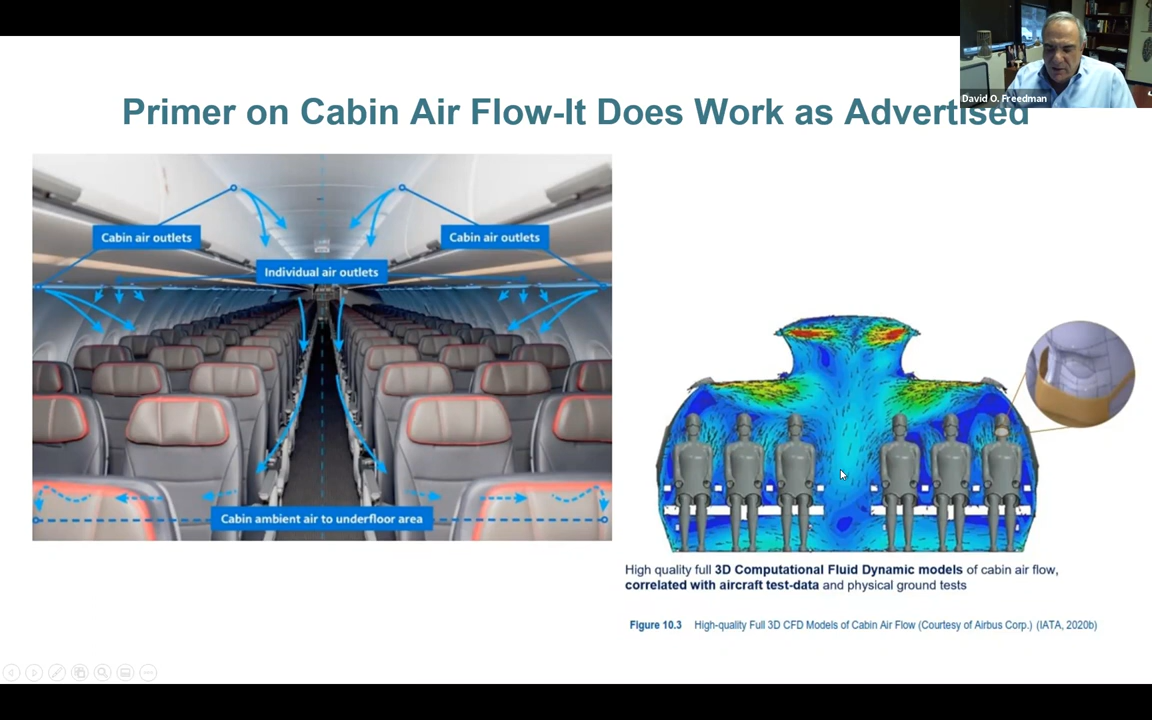 David O. Freedman
Primer on Cabin Air Flow-It Does Work as Advertised
Cabin air outlets
Cabin air outlets
Individual air outlets
Cabin ambient air to underfloor area
High quality full 3D Computational Fluid Dynamic models of cabin air flow,
correlated with aircraft test-data and physical ground tests
Figure 10.3 High-quality Full 3D CFD Models of Cabin Air Flow (Courtesy of Airbus Corp.) (IATA, 2020b)